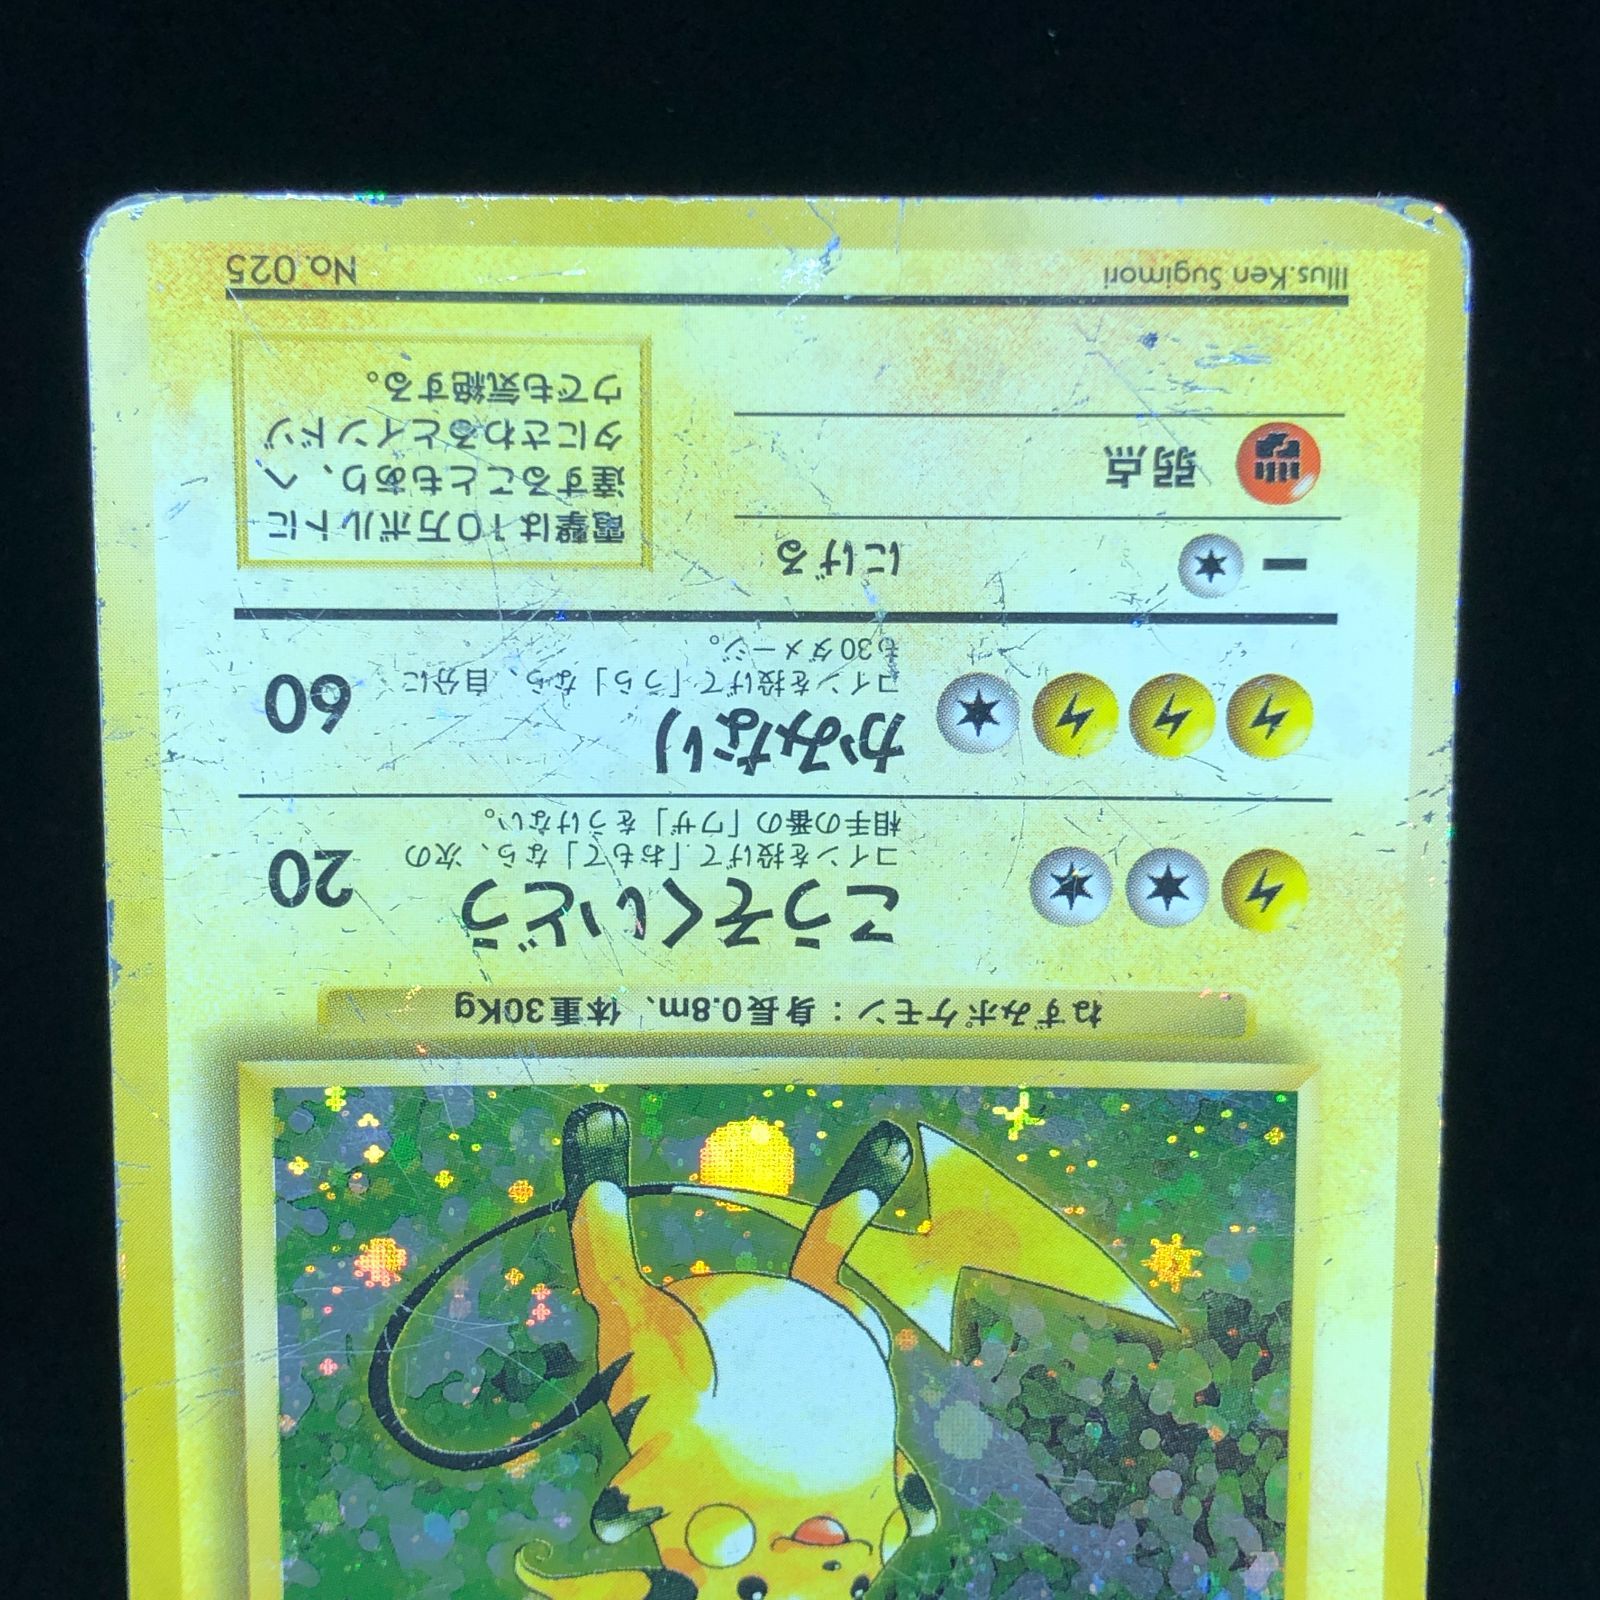 ねずみポケモン：身長0.8m、体重30Kg
こうそくいどう 20
コインを投げて「おもて」なら、次の
相手の番の「ワザ」をうけない。
かみなり 60
コインを投げて「うら」なら、自分に
も30ダメージ。
にげる
弱点
電撃は10万ボルトに
達することもあり、ヘ
タにさわるとインドゾ
ウでも気絶する。
Illus.Ken Sugimori
No.025